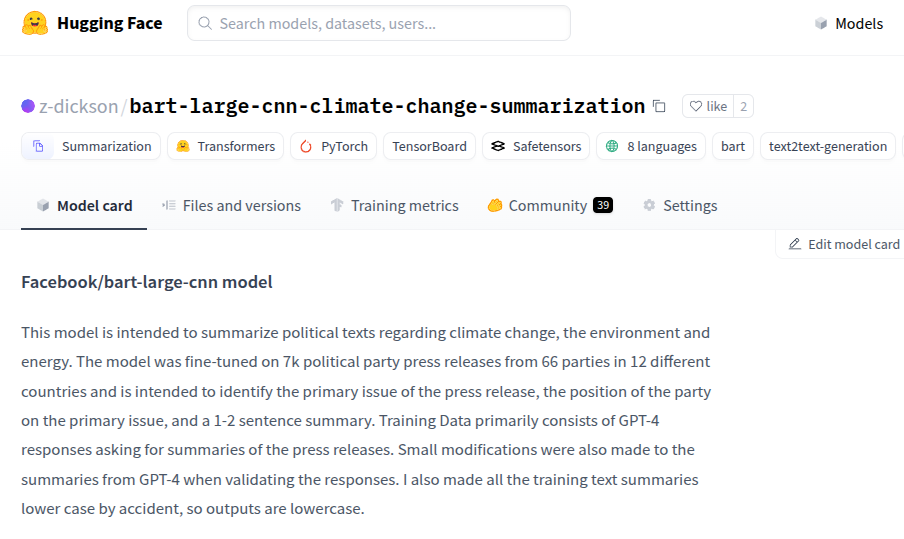 Hugging Face
Search models, datasets, users...
Models
z-dickson/bart-large-cnn-climate-change-summarization
like 2
Summarization Transformers PyTorch TensorBoard Safetensors 8 languages bart text2text-generation
Model card Files and versions Training metrics Community 39 Settings
Edit model card
Facebook/bart-large-cnn model
This model is intended to summarize political texts regarding climate change, the environment and
energy. The model was fine-tuned on 7k political party press releases from 66 parties in 12 different
countries and is intended to identify the primary issue of the press release, the position of the party
on the primary issue, and a 1-2 sentence summary. Training Data primarily consists of GPT-4
responses asking for summaries of the press releases. Small modifications were also made to the
summaries from GPT-4 when validating the responses. I also made all the training text summaries
lower case by accident, so outputs are lowercase.